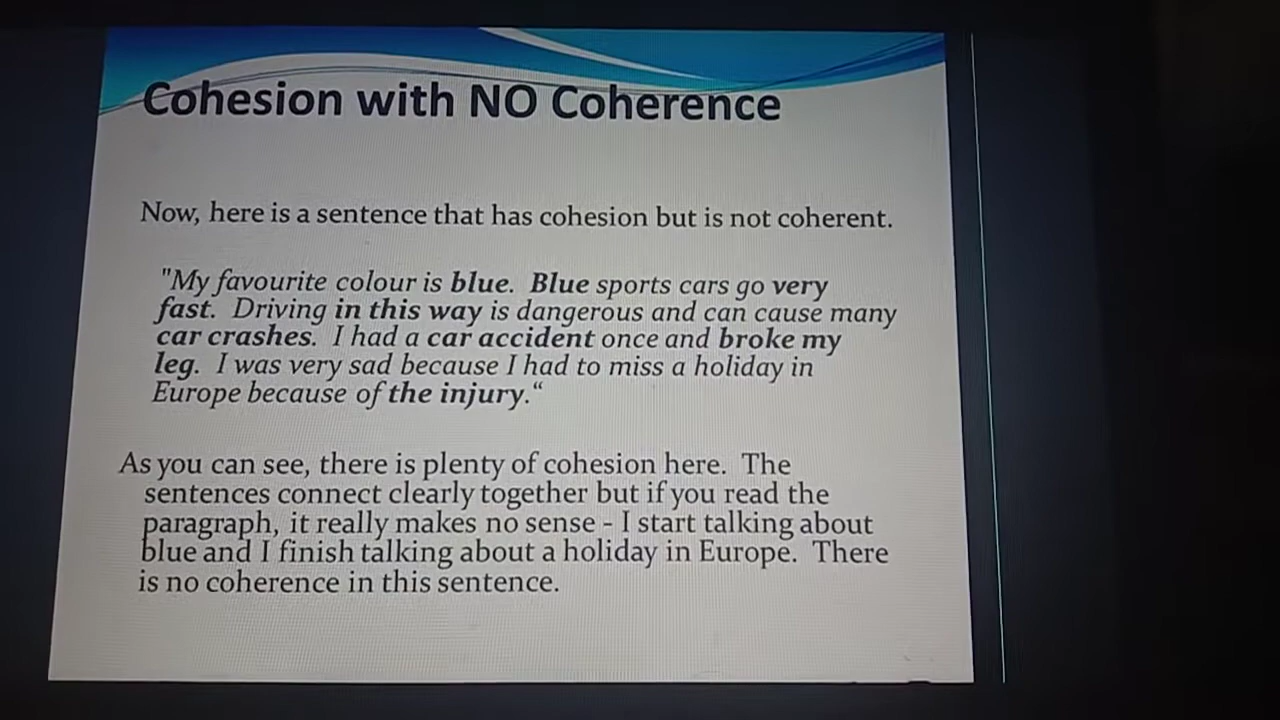 Cohesion with NO Coherence
Now, here is a sentence that has cohesion but is not coherent.
"My favourite colour is blue.  Blue sports cars go very
fast.  Driving in this way is dangerous and can cause many
car crashes.  I had a car accident once and broke my
leg.  I was very sad because I had to miss a holiday in
Europe because of the injury.“
As you can see, there is plenty of cohesion here.  The
sentences connect clearly together but if you read the
paragraph, it really makes no sense - I start talking about
blue and I finish talking about a holiday in Europe.  There
is no coherence in this sentence.